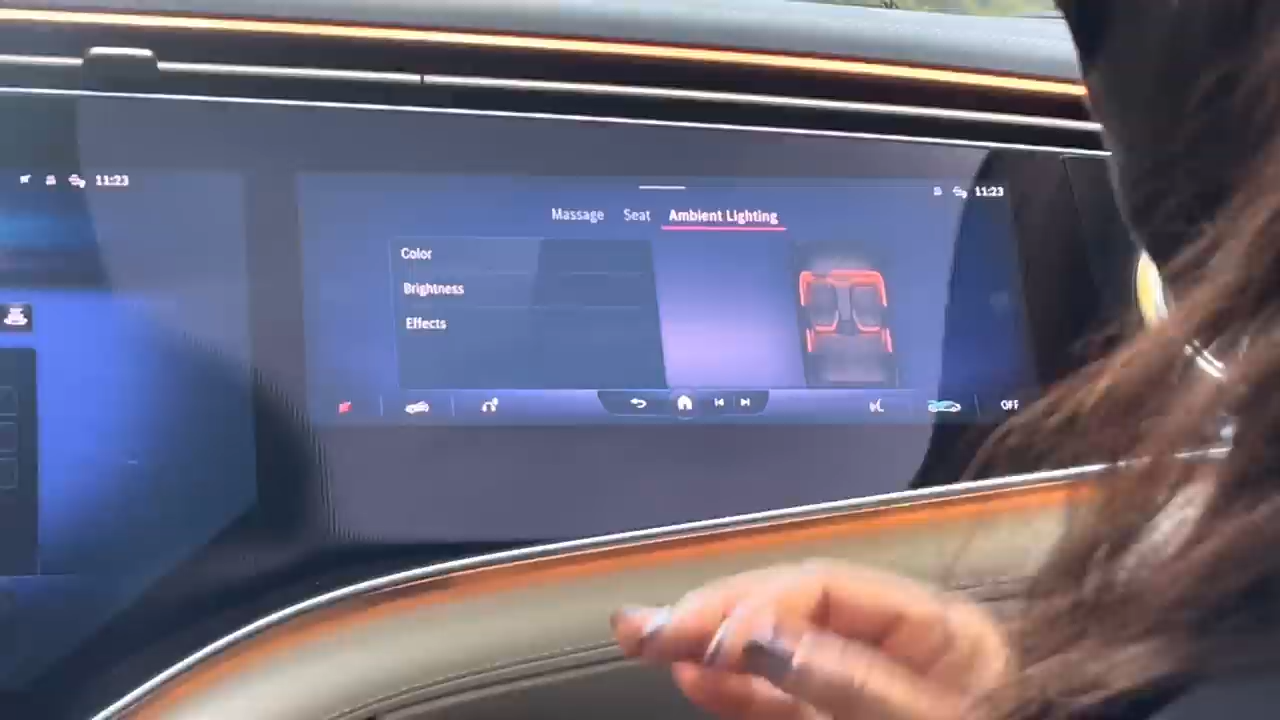 11:23
11:23
Massage Seat Ambient Lighting
Color
Brightness
Effects
OFF